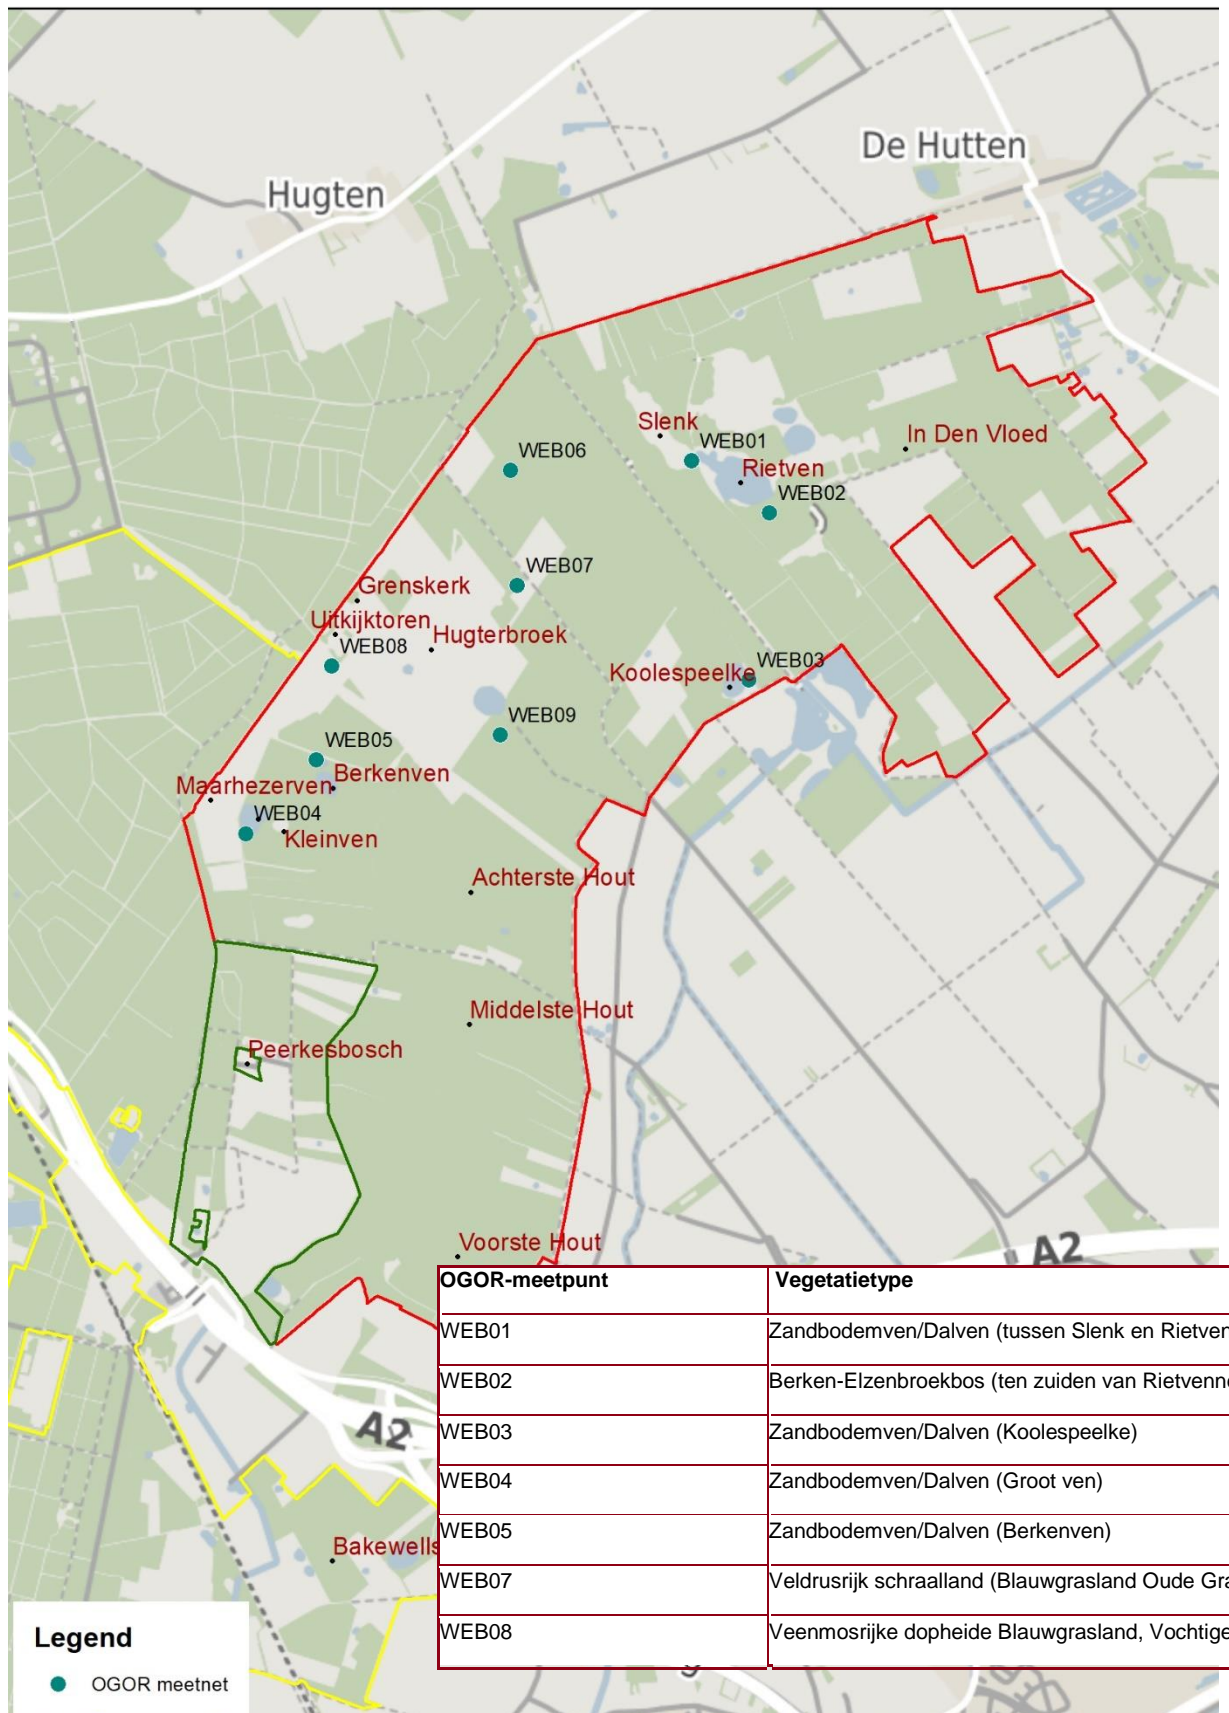 De Hutten
Hugten
Slenk
WEB01
In Den Vloed
WEB06
Rietven
WEB02
WEB07
Grenskerk
Uitkijktoren
Hugterbroek
WEB08
WEB03
Koolespeelke
WEB09
WEB05
Berkenven
Maarhezerven
WEB04
Kleinven
Achterste Hout
Middelste Hout
Peerkesbosch
Voorste Hout
A2
OGOR-meetpunt Vegetatietype
WEB01 Zandbodemven/Dalven (tussen Slenk en Rietven
WEB02 Berken-Elzenbroekbos (ten zuiden van Rietvenn
WEB03 Zandbodemven/Dalven (Koolespeelke)
WEB04 Zandbodemven/Dalven (Groot ven)
WEB05 Zandbodemven/Dalven (Berkenven)
WEB07 Veldrusrijk schraalland (Blauwgrasland Oude Gra
WEB08 Veenmosrijke dopheide Blauwgrasland, Vochtige
A2
Bakewells
Legend
OGOR meetnet